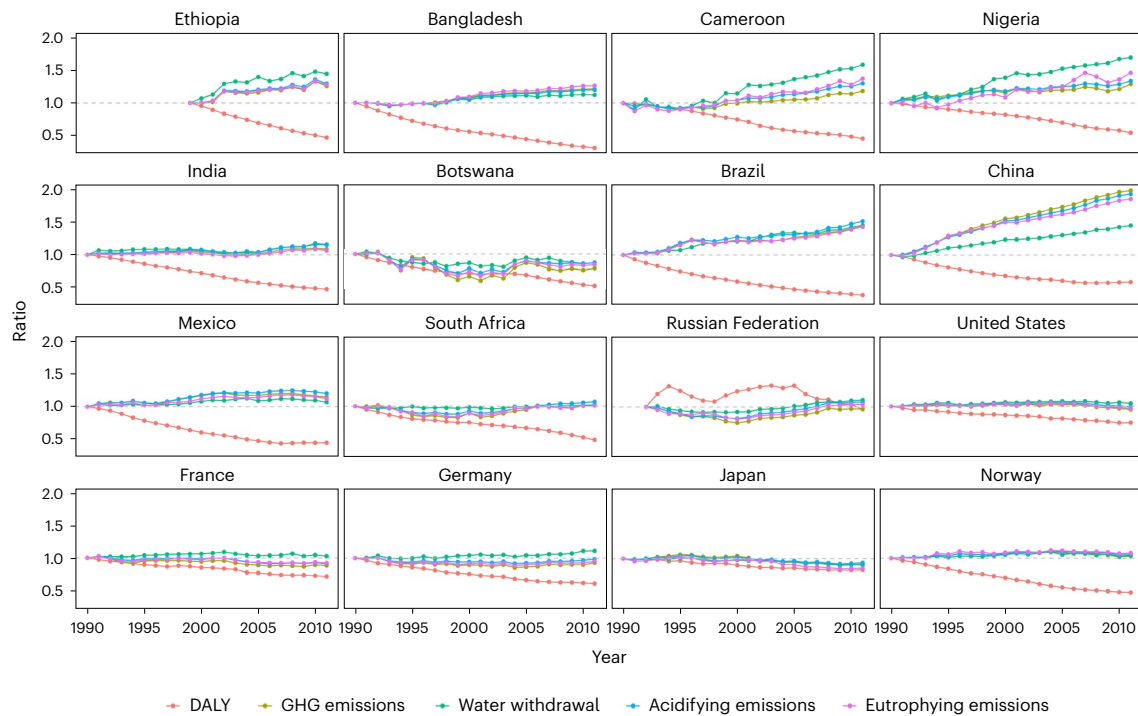 Ethiopia Bangladesh Cameroon Nigeria
2.0
1.5
1.0
0.5
India Botswana Brazil China
2.0
1.5
1.0
0.5
Ratio
Mexico South Africa Russian Federation United States
2.0
1.5
1.0
0.5
France Germany Japan Norway
2.0
1.5
1.0
0.5
1990 1995 2000 2005 2010 1990 1995 2000 2005 2010 1990 1995 2000 2005 2010 1990 1995 2000 2005 2010
Year
DALY GHG emissions Water withdrawal Acidifying emissions Eutrophying emissions